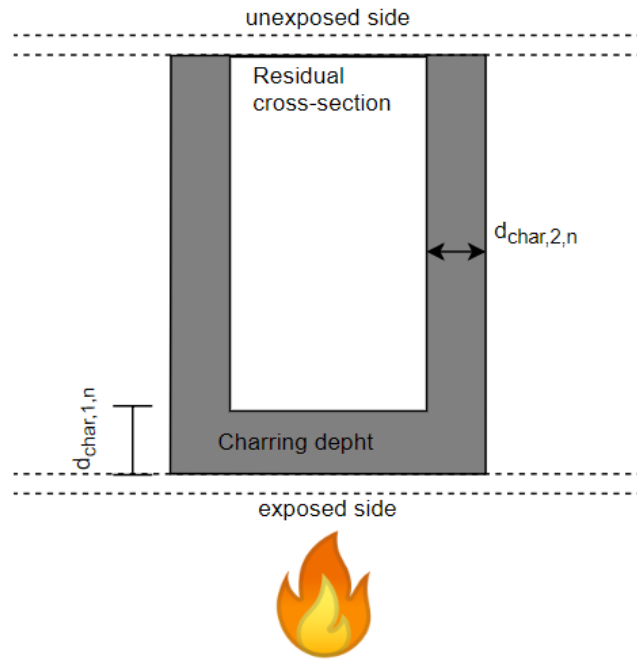 unexposed side
Residual
cross-section
dchar,2,n
dchar,1,n
Charring depht
exposed side